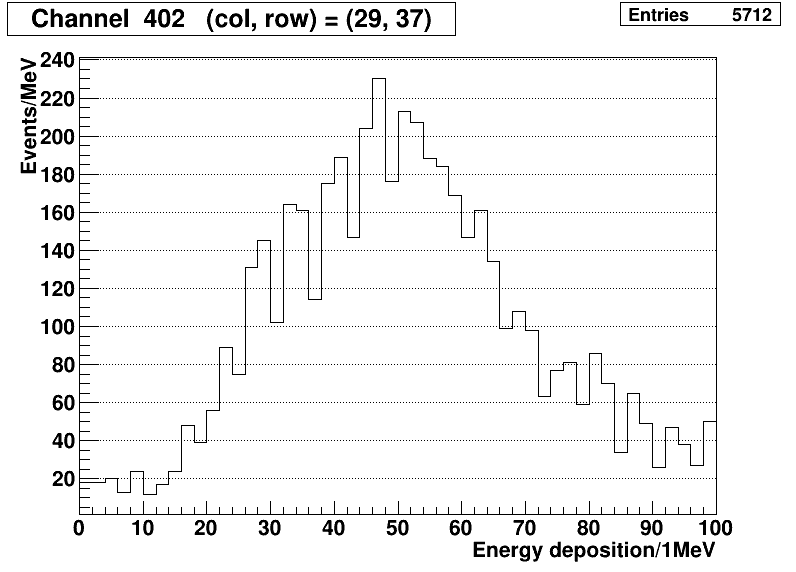 Channel 402 (col, row) = (29, 37)
Entries 5712
Events/MeV
240
220
200
180
160
140
120
100
80
60
40
20
0 10 20 30 40 50 60 70 80 90 100
Energy deposition/1MeV